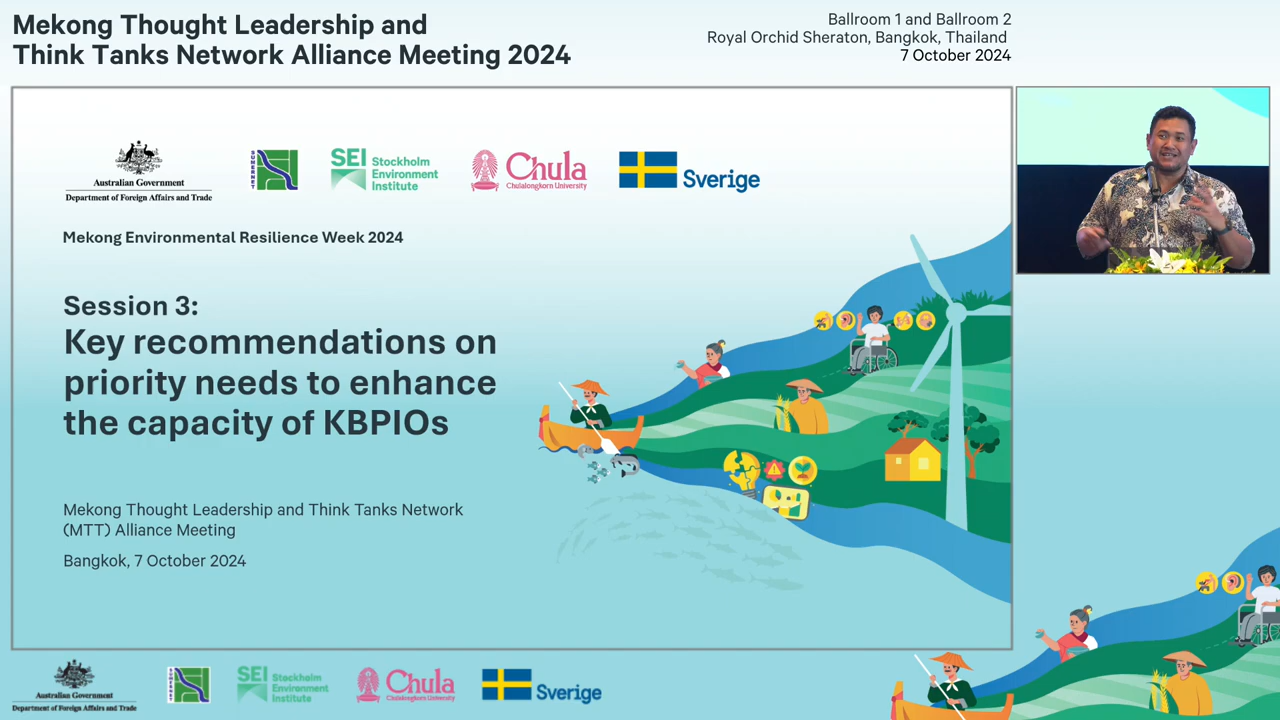 Mekong Thought Leadership and
Think Tanks Network Alliance Meeting 2024
Ballroom 1 and Ballroom 2
Royal Orchid Sheraton, Bangkok, Thailand
7 October 2024
Australian Government
Department of Foreign Affairs and Trade
SUMERNET
SEI Stockholm
Environment
Institute
Chula
Chulalongkorn University
Sverige
Mekong Environmental Resilience Week 2024
Session 3:
Key recommendations on
priority needs to enhance
the capacity of KBPIOs
Mekong Thought Leadership and Think Tanks Network
(MTT) Alliance Meeting
Bangkok, 7 October 2024
Australian Government
Department of Foreign Affairs and Trade
SUMERNET
SEI Stockholm
Environment
Institute
Chula
Chulalongkorn University
Sverige